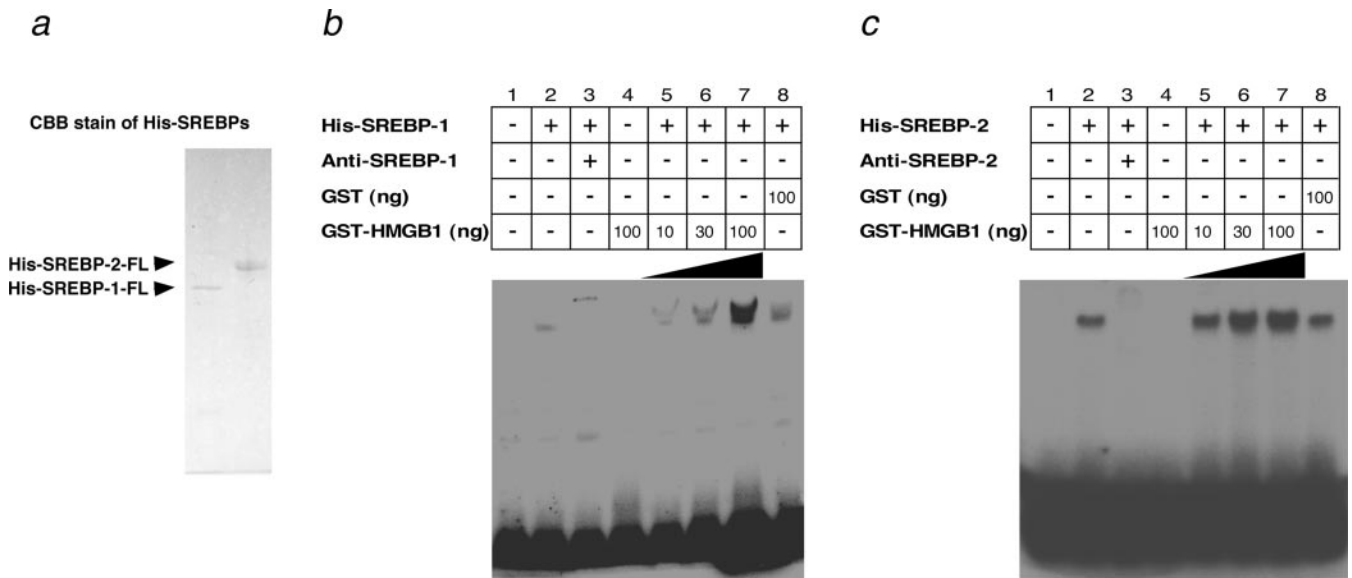 a
CBB stain of His-SREBPs
His-SREBP-2-FL
His-SREBP-1-FL
b
1 2 3 4 5 6 7 8
His-SREBP-1 - + + - + + + +
Anti-SREBP-1 - - + - - - - -
GST (ng) - - - - - - - 100
GST-HMGB1 (ng) - - - 100 10 30 100 -
c
1 2 3 4 5 6 7 8
His-SREBP-2 - + + - + + + +
Anti-SREBP-2 - - + - - - - -
GST (ng) - - - - - - - 100
GST-HMGB1 (ng) - - - 100 10 30 100 -